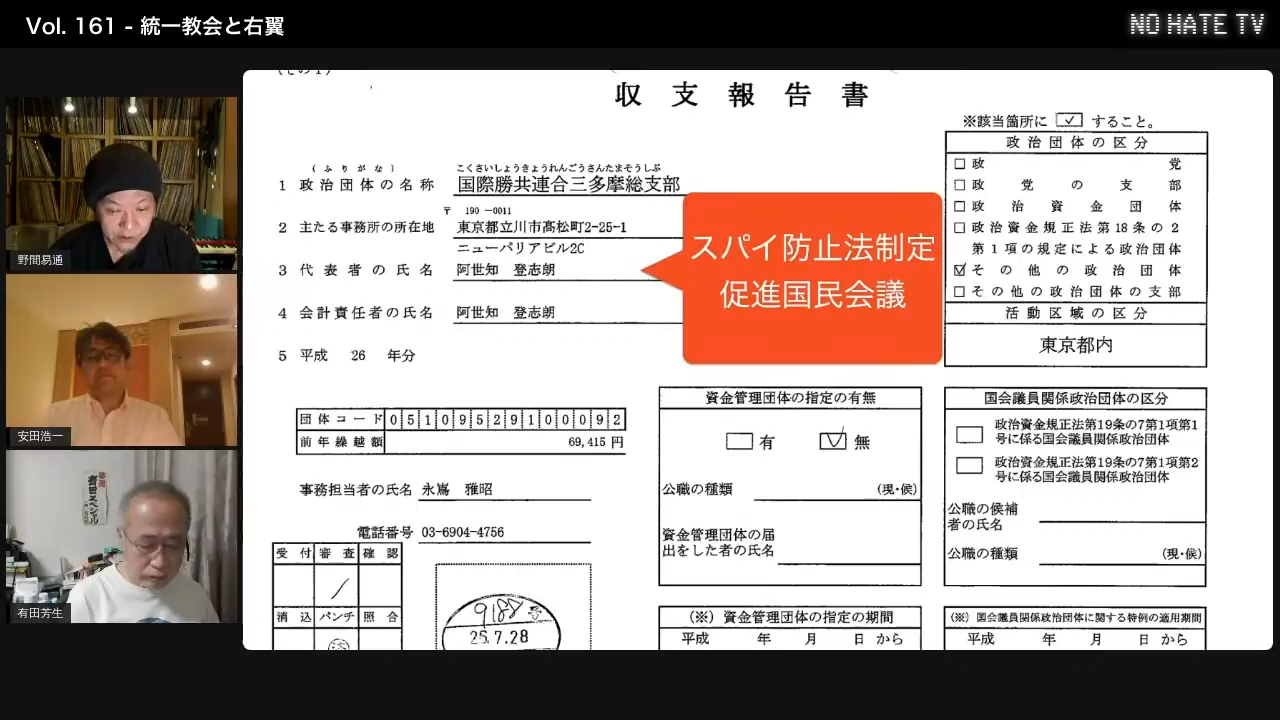 Vol. 161 - 統一教会と右翼
NO HATE TV
野間易通
安田浩一
有田芳生
収支報告書
※該当箇所に ✓ すること。
(ふりがな) こくさいしょうきょうれんごうさんたまそうしぶ
1 政治団体の名称 国際勝共連合三多摩総支部
〒 190 -0011
2 主たる事務所の所在地 東京都立川市高松町2-25-1
ニューパリアビル2C
3 代表者の氏名 阿世知 登志朗
4 会計責任者の氏名 阿世知 登志朗
5 平成 26 年分
スパイ防止法制定
促進国民会議
政治団体の区分
□政党
□政党の支部
□政治資金団体
□政治資金規正法第18条の2
第1項の規定による政治団体
☑その他の政治団体
□その他の政治団体の支部
活動区域の区分
東京都内
団体コード 05109529100092
前年繰越額 69,415 円
事務担当者の氏名 永嶌 雅昭
電話番号 03-6904-4756
受付 審査 確認
消込 パンチ 照合
資金管理団体の指定の有無
□有 ☑無
公職の種類 (現・候)
資金管理団体の届
出をした者の氏名
国会議員関係政治団体の区分
□ 政治資金規正法第19条の7第1項第1
号に係る国会議員関係政治団体
□ 政治資金規正法第19条の7第1項第2
号に係る国会議員関係政治団体
公職の候補
者の氏名
公職の種類 (現・候)
(※) 資金管理団体の指定の期間
平成 年 月 日 から
(※) 国会議員関係政治団体に関する特例の適用期間
平成 年 月 日 から